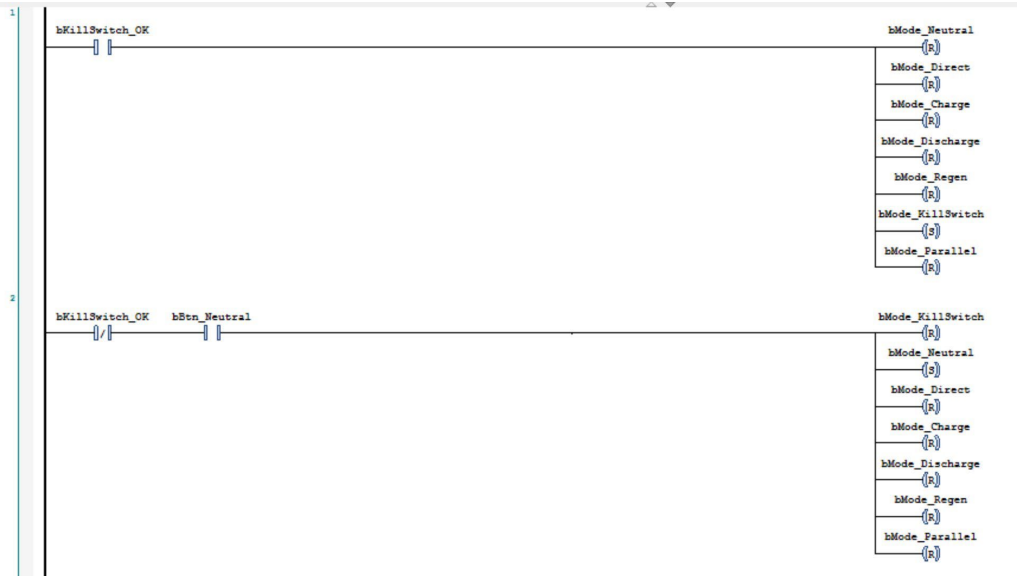 1
bKillSwitch_OK
bMode_Neutral
R
bMode_Direct
R
bMode_Charge
R
bMode_Discharge
R
bMode_Regen
R
bMode_KillSwitch
S
bMode_Parallel
R
2
bKillSwitch_OK bBtn_Neutral
bMode_KillSwitch
R
bMode_Neutral
S
bMode_Direct
R
bMode_Charge
R
bMode_Discharge
R
bMode_Regen
R
bMode_Parallel
R